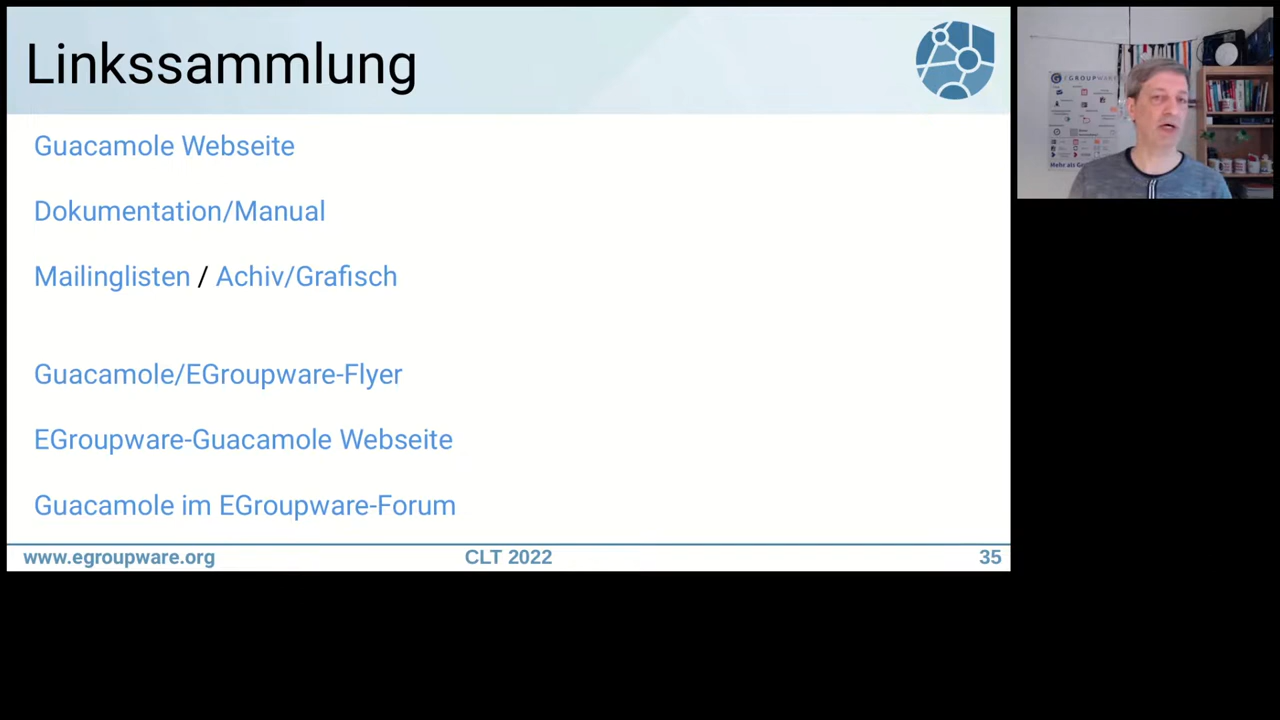 Linkssammlung
Guacamole Webseite
Dokumentation/Manual
Mailinglisten / Achiv/Grafisch
Guacamole/EGroupware-Flyer
EGroupware-Guacamole Webseite
Guacamole im EGroupware-Forum
www.egroupware.org CLT 2022 35
EGROUPWARE